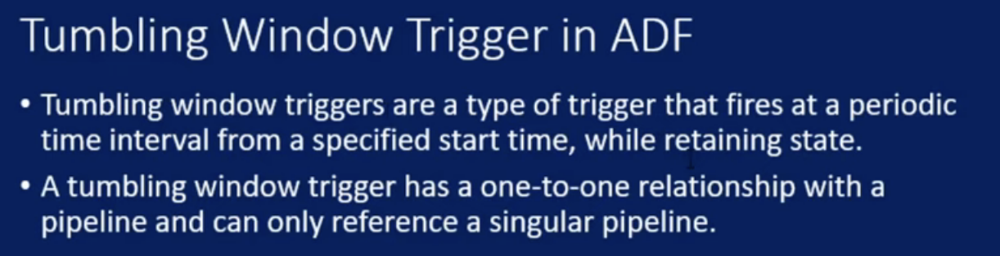 Tumbling Window Trigger in ADF
• Tumbling window triggers are a type of trigger that fires at a periodic
time interval from a specified start time, while retaining state.
• A tumbling window trigger has a one-to-one relationship with a
pipeline and can only reference a singular pipeline.